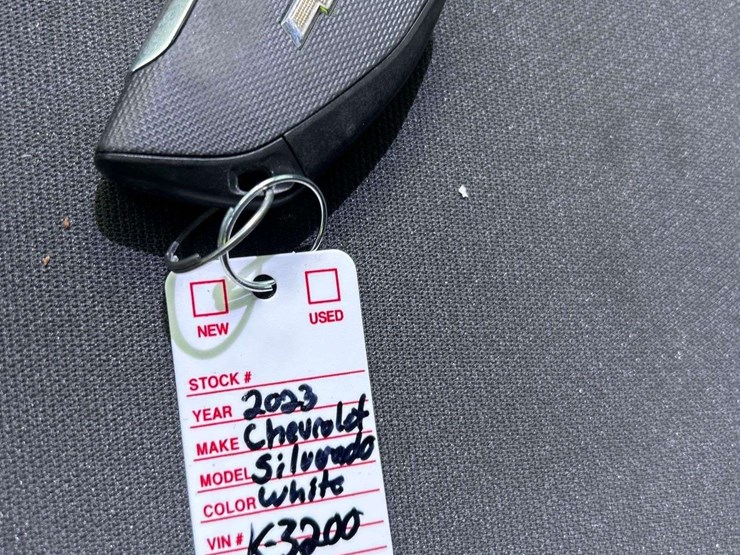 NEW USED
STOCK #
YEAR 2023
MAKE Chevrolet
MODEL Silverado
COLOR White
VIN # K-3200